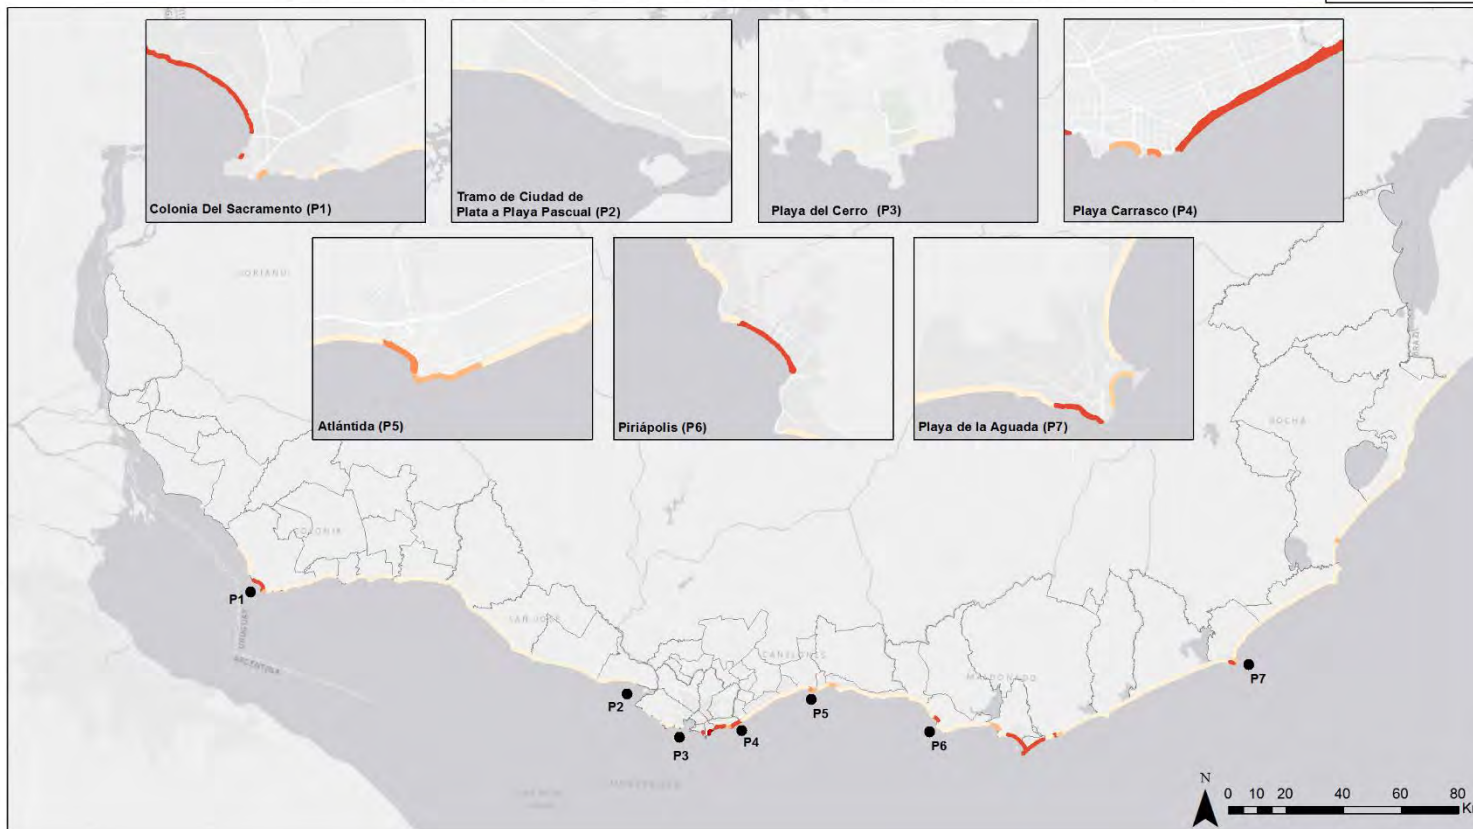 Colonia Del Sacramento (P1)
Tramo de Ciudad de
Plata a Playa Pascual (P2)
Playa del Cerro (P3)
Playa Carrasco (P4)
Atlántida (P5)
Piriápolis (P6)
Playa de la Aguada (P7)
SORIANO
BRAZIL
ROCHA
COLONIA
P1
URUGUAY
ARGENTINA
SAN JOSÉ
CANELONES
MALDONADO
P2
P3
P4
P5
P6
P7
MONTEVIDEO
N
0 10 20 40 60 80